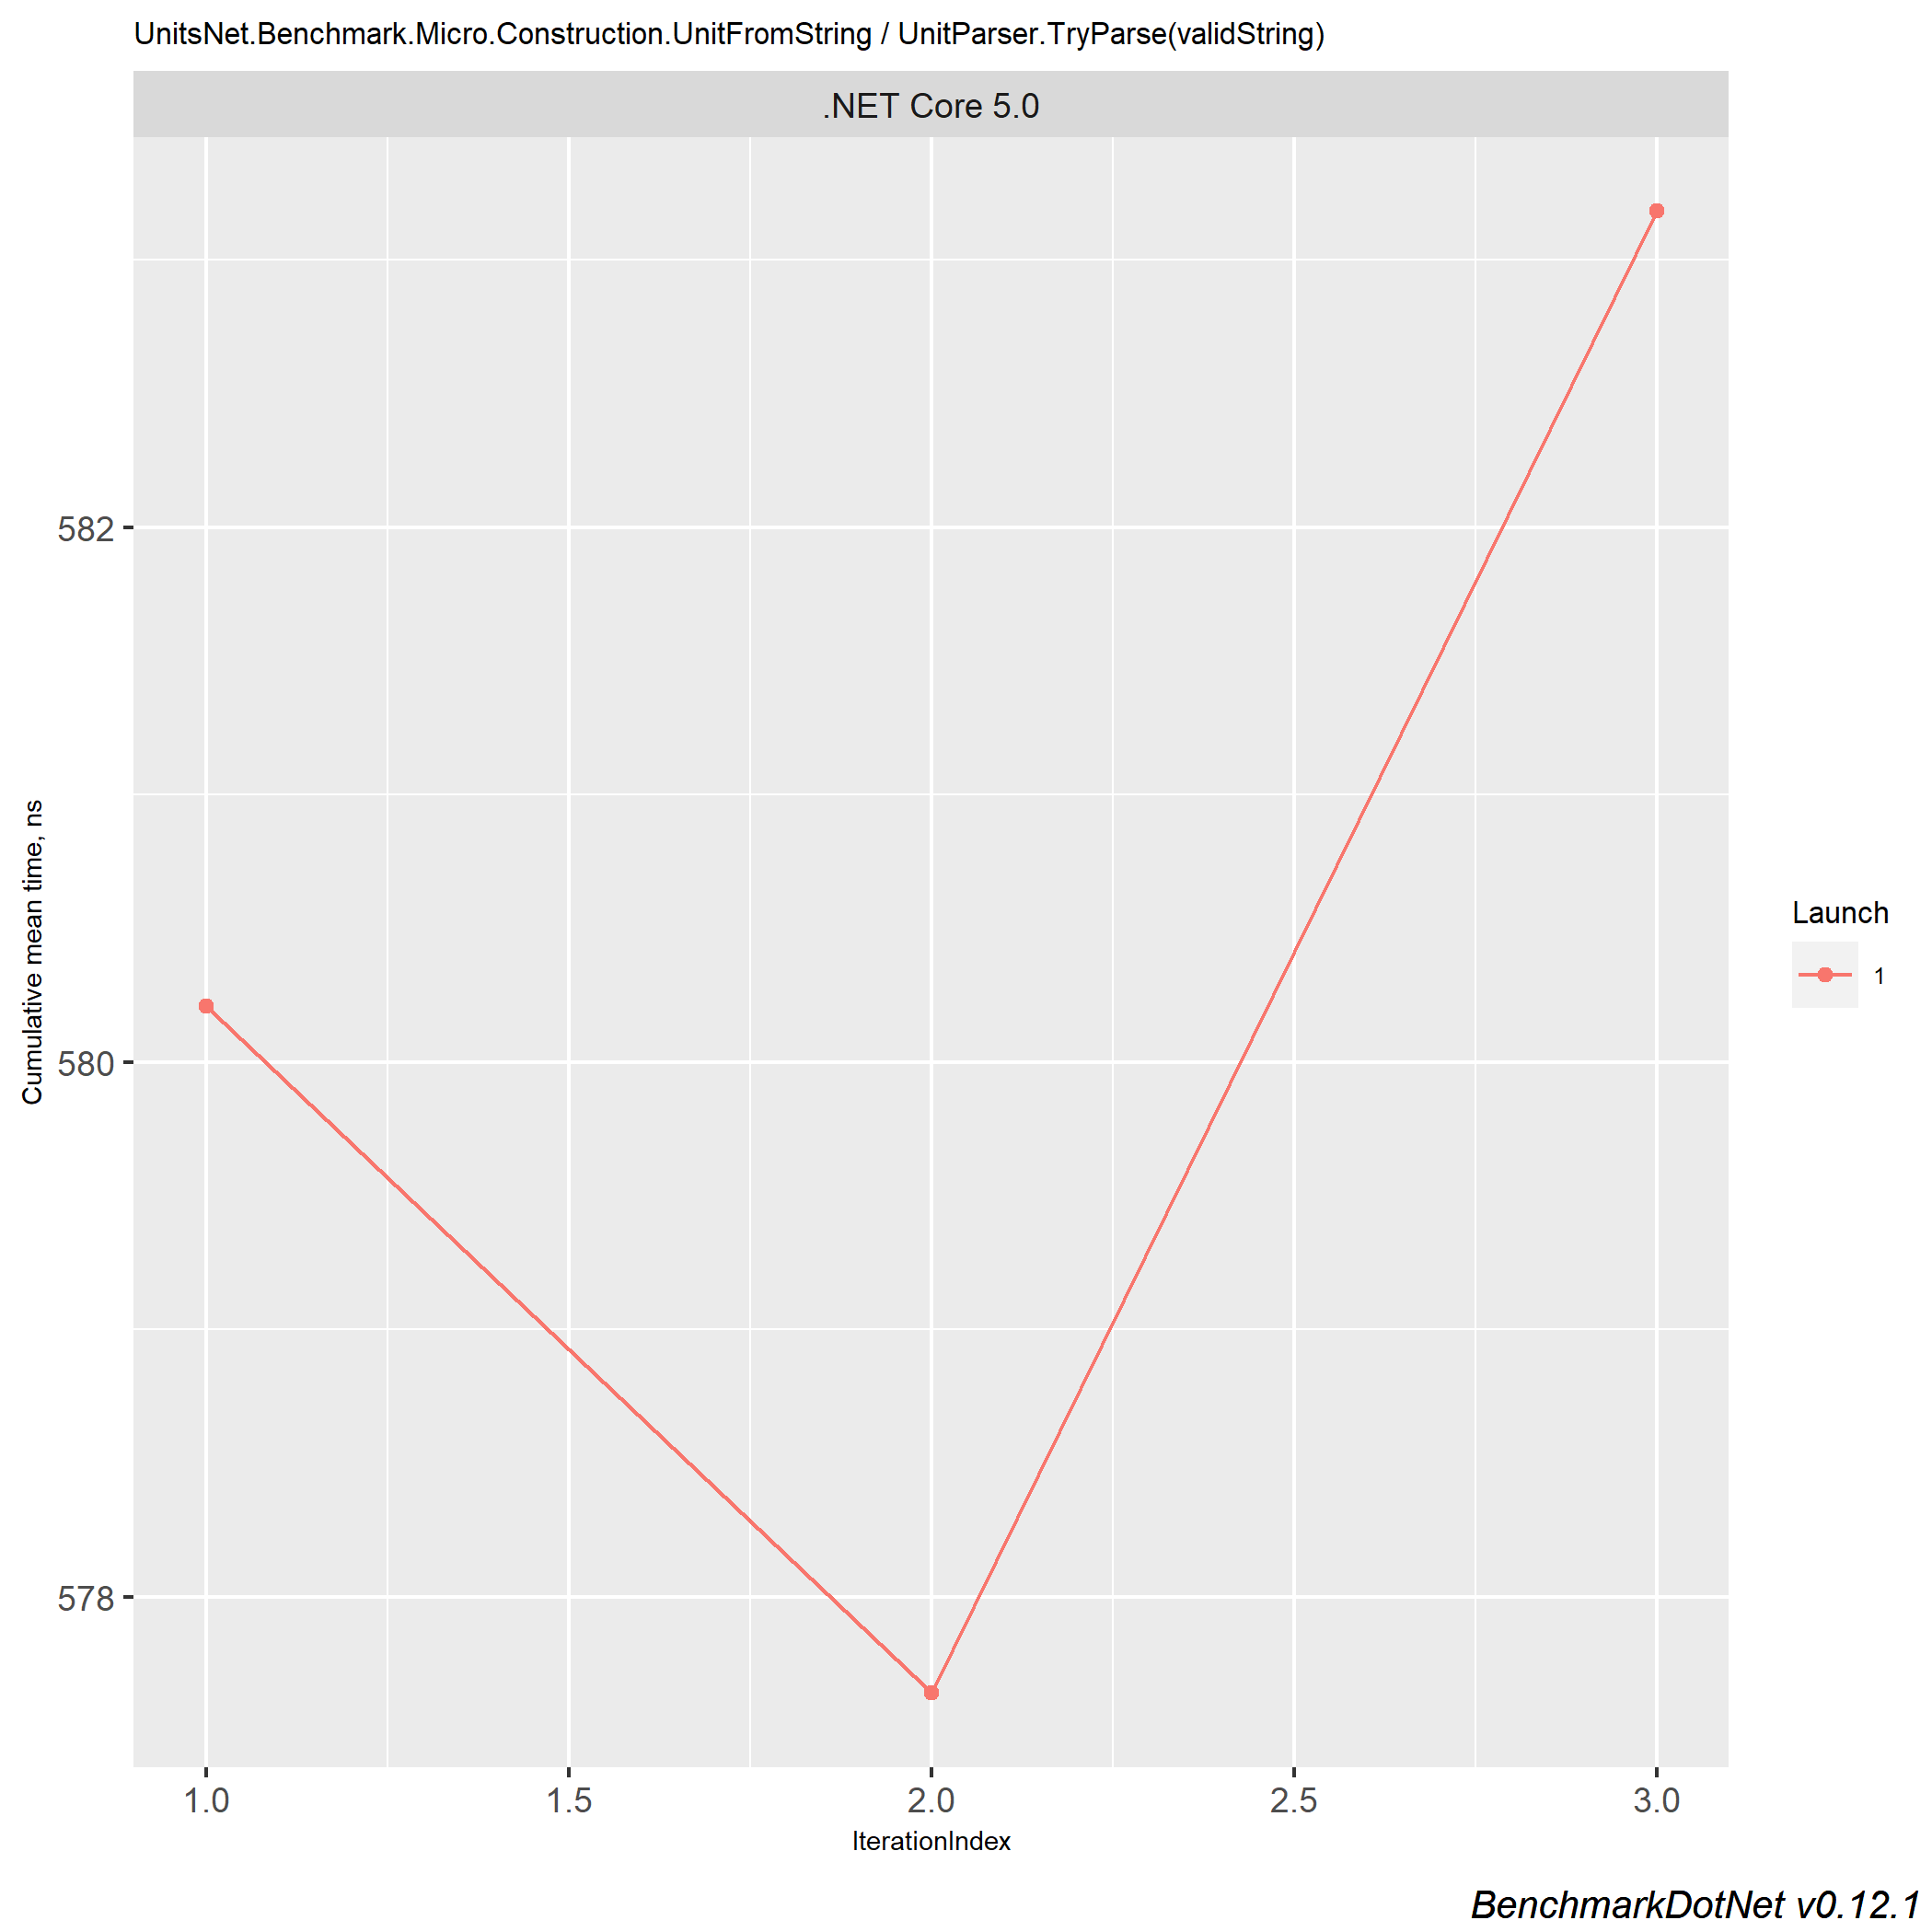 UnitsNet.Benchmark.Micro.Construction.UnitFromString / UnitParser.TryParse(validString)
.NET Core 5.0
582
580
578
Cumulative mean time, ns
1.0 1.5 2.0 2.5 3.0
IterationIndex
Launch
1
BenchmarkDotNet v0.12.1